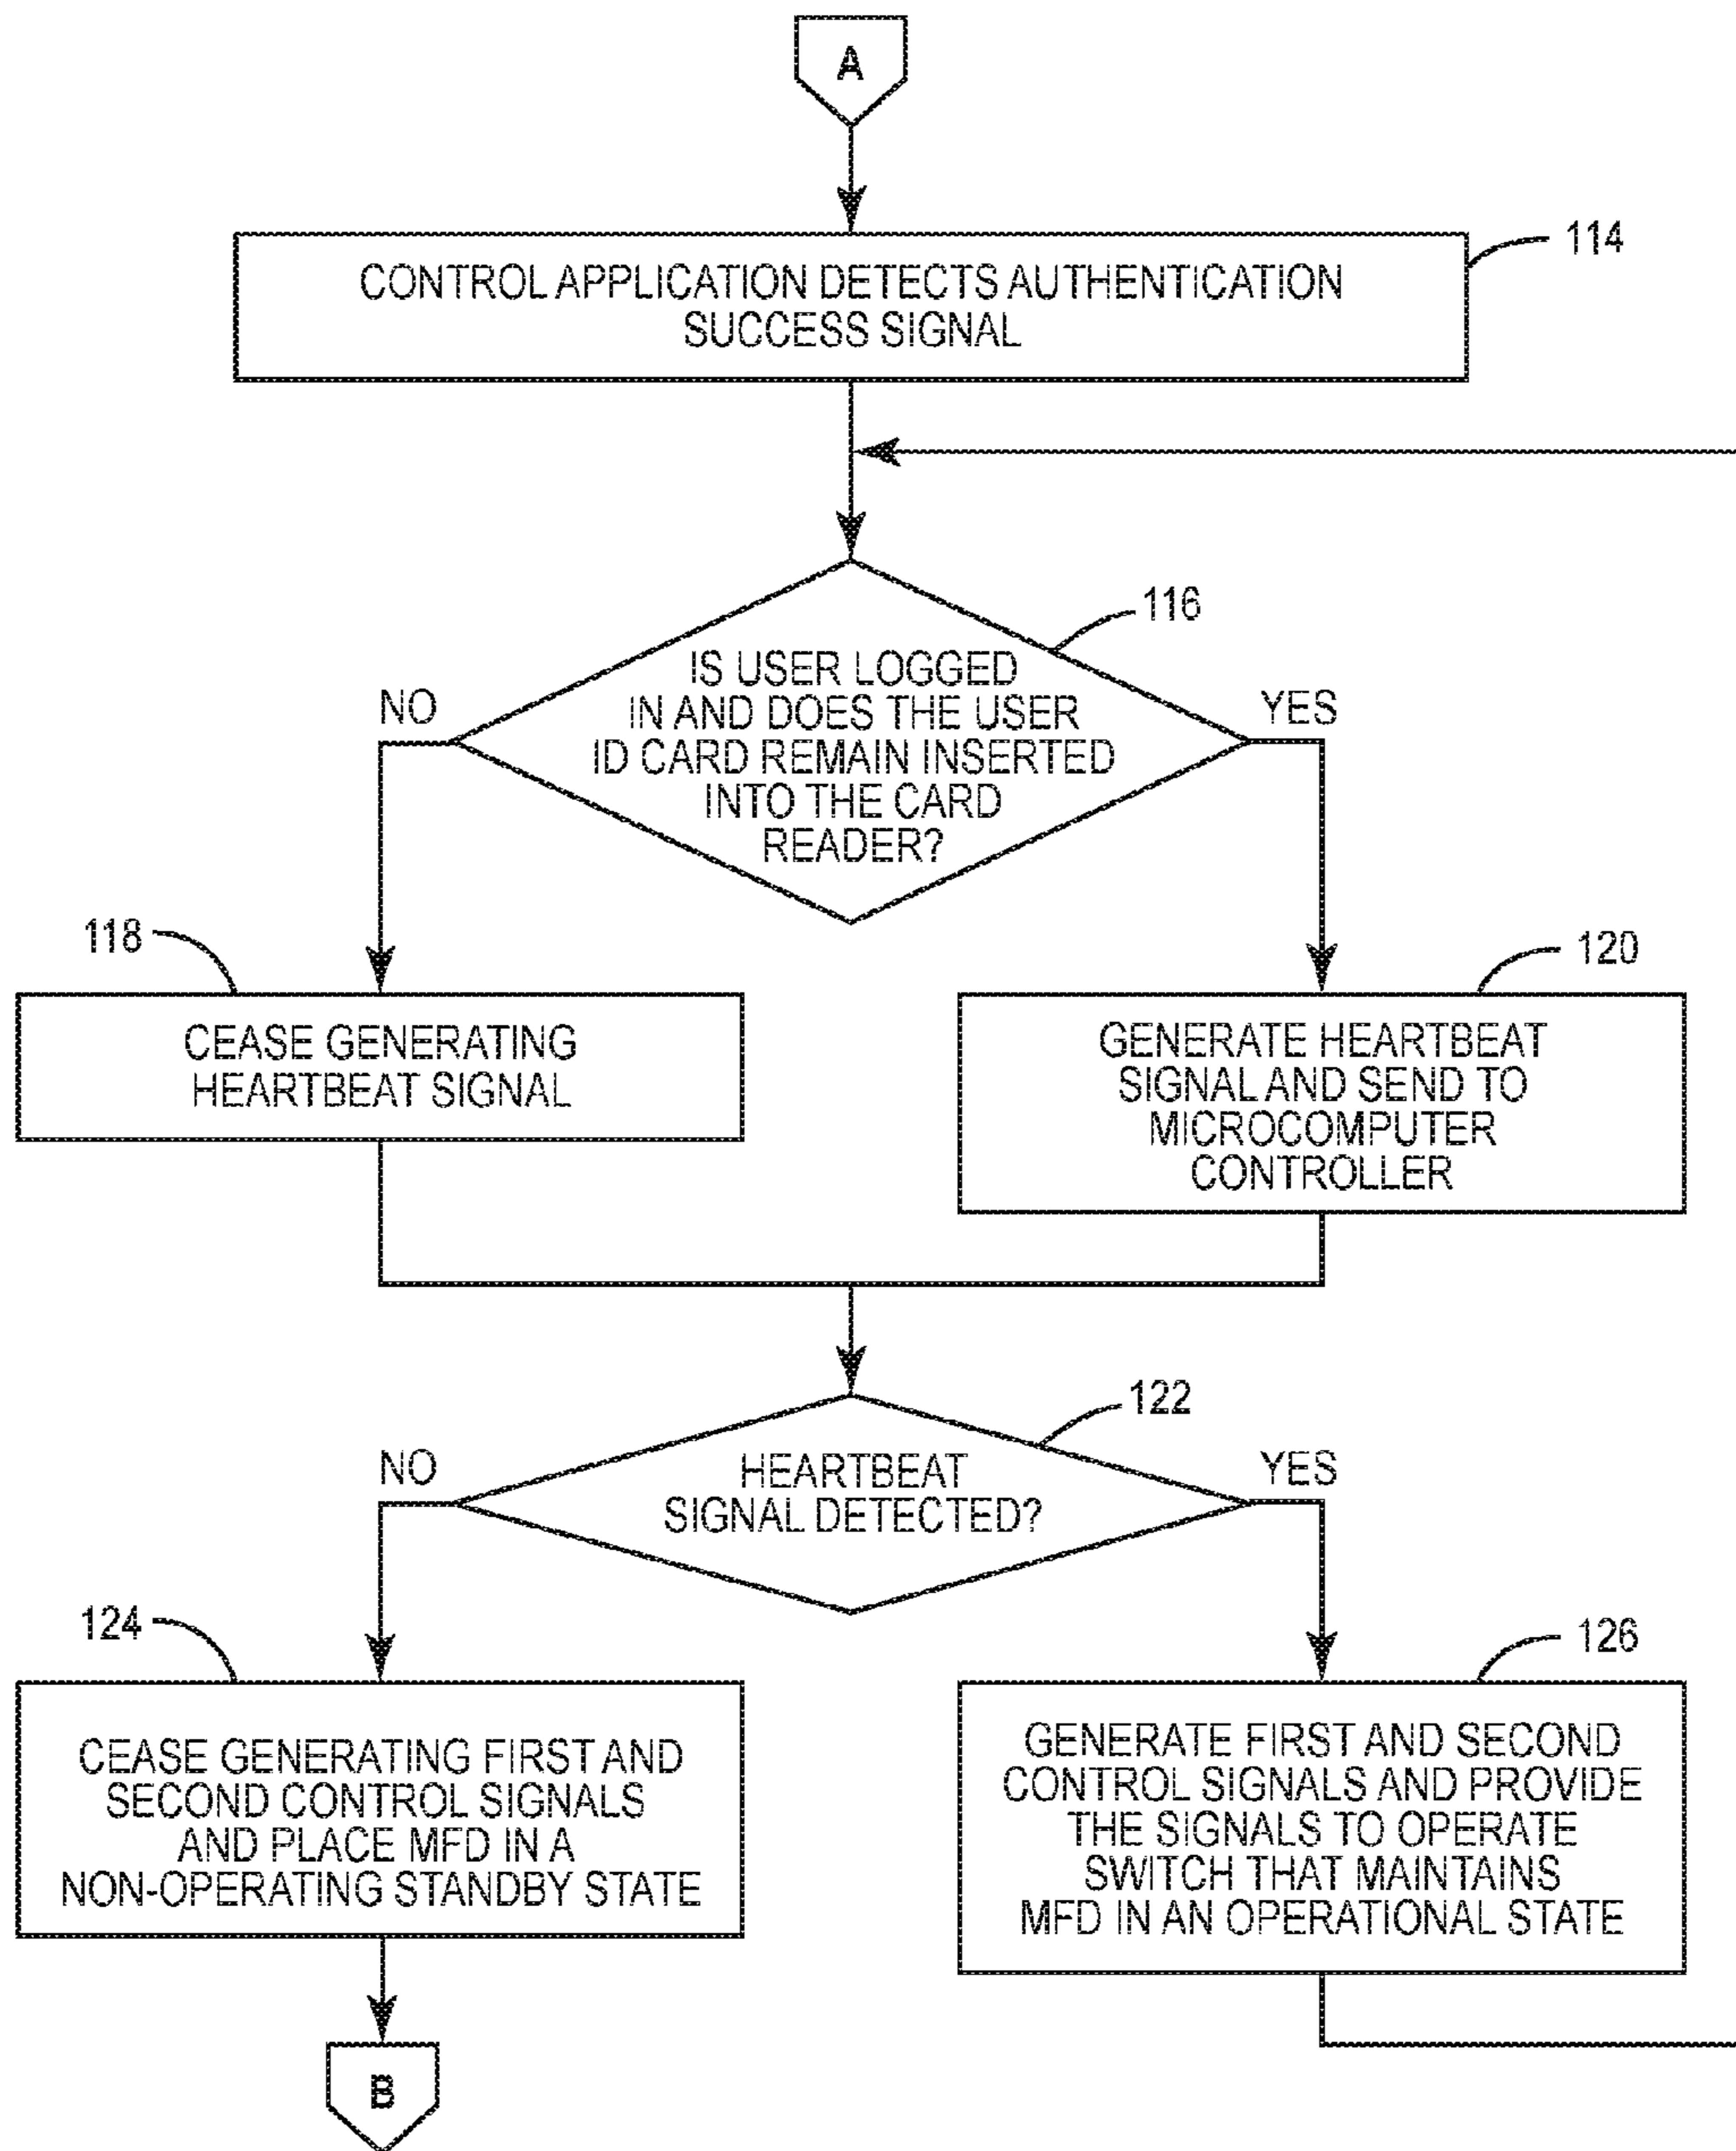 A
114
CONTROL APPLICATION DETECTS AUTHENTICATION
SUCCESS SIGNAL
116
IS USER LOGGED
IN AND DOES THE USER
ID CARD REMAIN INSERTED
INTO THE CARD
READER?
NO
YES
118
CEASE GENERATING
HEARTBEAT SIGNAL
120
GENERATE HEARTBEAT
SIGNAL AND SEND TO
MICROCOMPUTER
CONTROLLER
122
HEARTBEAT
SIGNAL DETECTED?
NO
YES
124
CEASE GENERATING FIRST AND
SECOND CONTROL SIGNALS
AND PLACE MFD IN A
NON-OPERATING STANDBY STATE
126
GENERATE FIRST AND SECOND
CONTROL SIGNALS AND PROVIDE
THE SIGNALS TO OPERATE
SWITCH THAT MAINTAINS
MFD IN AN OPERATIONAL STATE
B